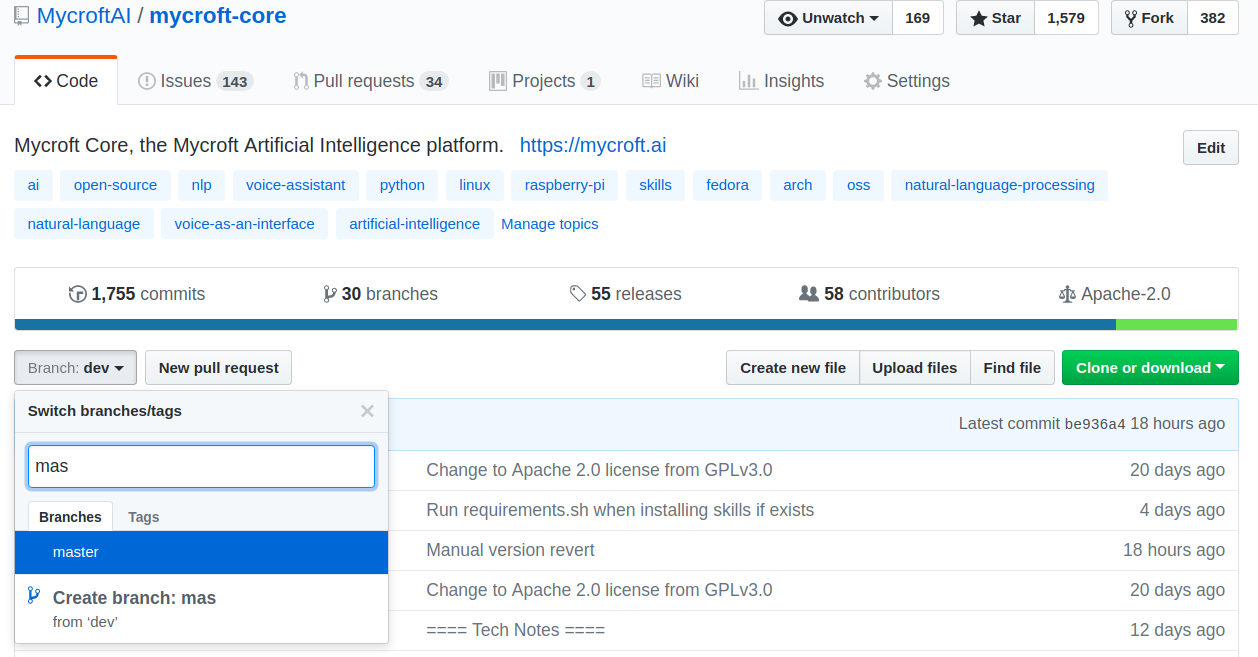 MycroftAI / mycroft-core
Unwatch 169 Star 1,579 Fork 382
Code Issues 143 Pull requests 34 Projects 1 Wiki Insights Settings
Mycroft Core, the Mycroft Artificial Intelligence platform. https://mycroft.ai Edit
ai open-source nlp voice-assistant python linux raspberry-pi skills fedora arch oss natural-language-processing
natural-language voice-as-an-interface artificial-intelligence Manage topics
1,755 commits 30 branches 55 releases 58 contributors Apache-2.0
Branch: dev New pull request Create new file Upload files Find file Clone or download
Switch branches/tags
Latest commit be936a4 18 hours ago
mas
Change to Apache 2.0 license from GPLv3.0 20 days ago
Run requirements.sh when installing skills if exists 4 days ago
Branches Tags
master
Manual version revert 18 hours ago
Create branch: mas
from ‘dev’
Change to Apache 2.0 license from GPLv3.0 20 days ago
==== Tech Notes ==== 12 days ago